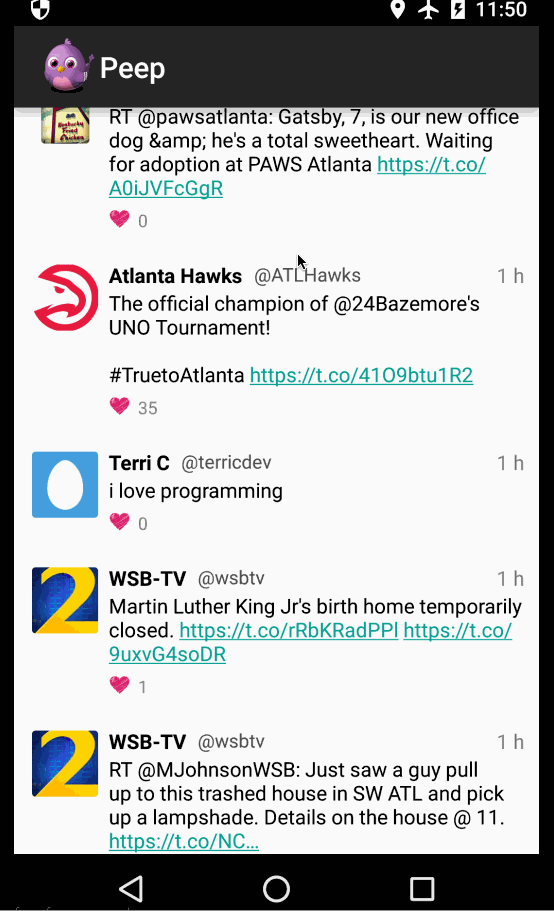 11:50
Peep
Kentucky
Fried
Chicken
RT @pawsatlanta: Gatsby, 7, is our new office
dog &amp; he's a total sweetheart. Waiting
for adoption at PAWS Atlanta https://t.co/
A0iJVFcGgR
0
Atlanta Hawks @ATLHawks 1 h
The official champion of @24Bazemore's
UNO Tournament!
#TruetoAtlanta https://t.co/41O9btu1R2
35
Terri C @terricdev 1 h
i love programming
0
2
WSB-TV @wsbtv 1 h
Martin Luther King Jr's birth home temporarily
closed. https://t.co/rRbKRadPPl https://t.co/
9uxvG4soDR
1
2
WSB-TV @wsbtv 1 h
RT @MJohnsonWSB: Just saw a guy pull
up to this trashed house in SW ATL and pick
up a lampshade. Details on the house @ 11.
https://t.co/NC…